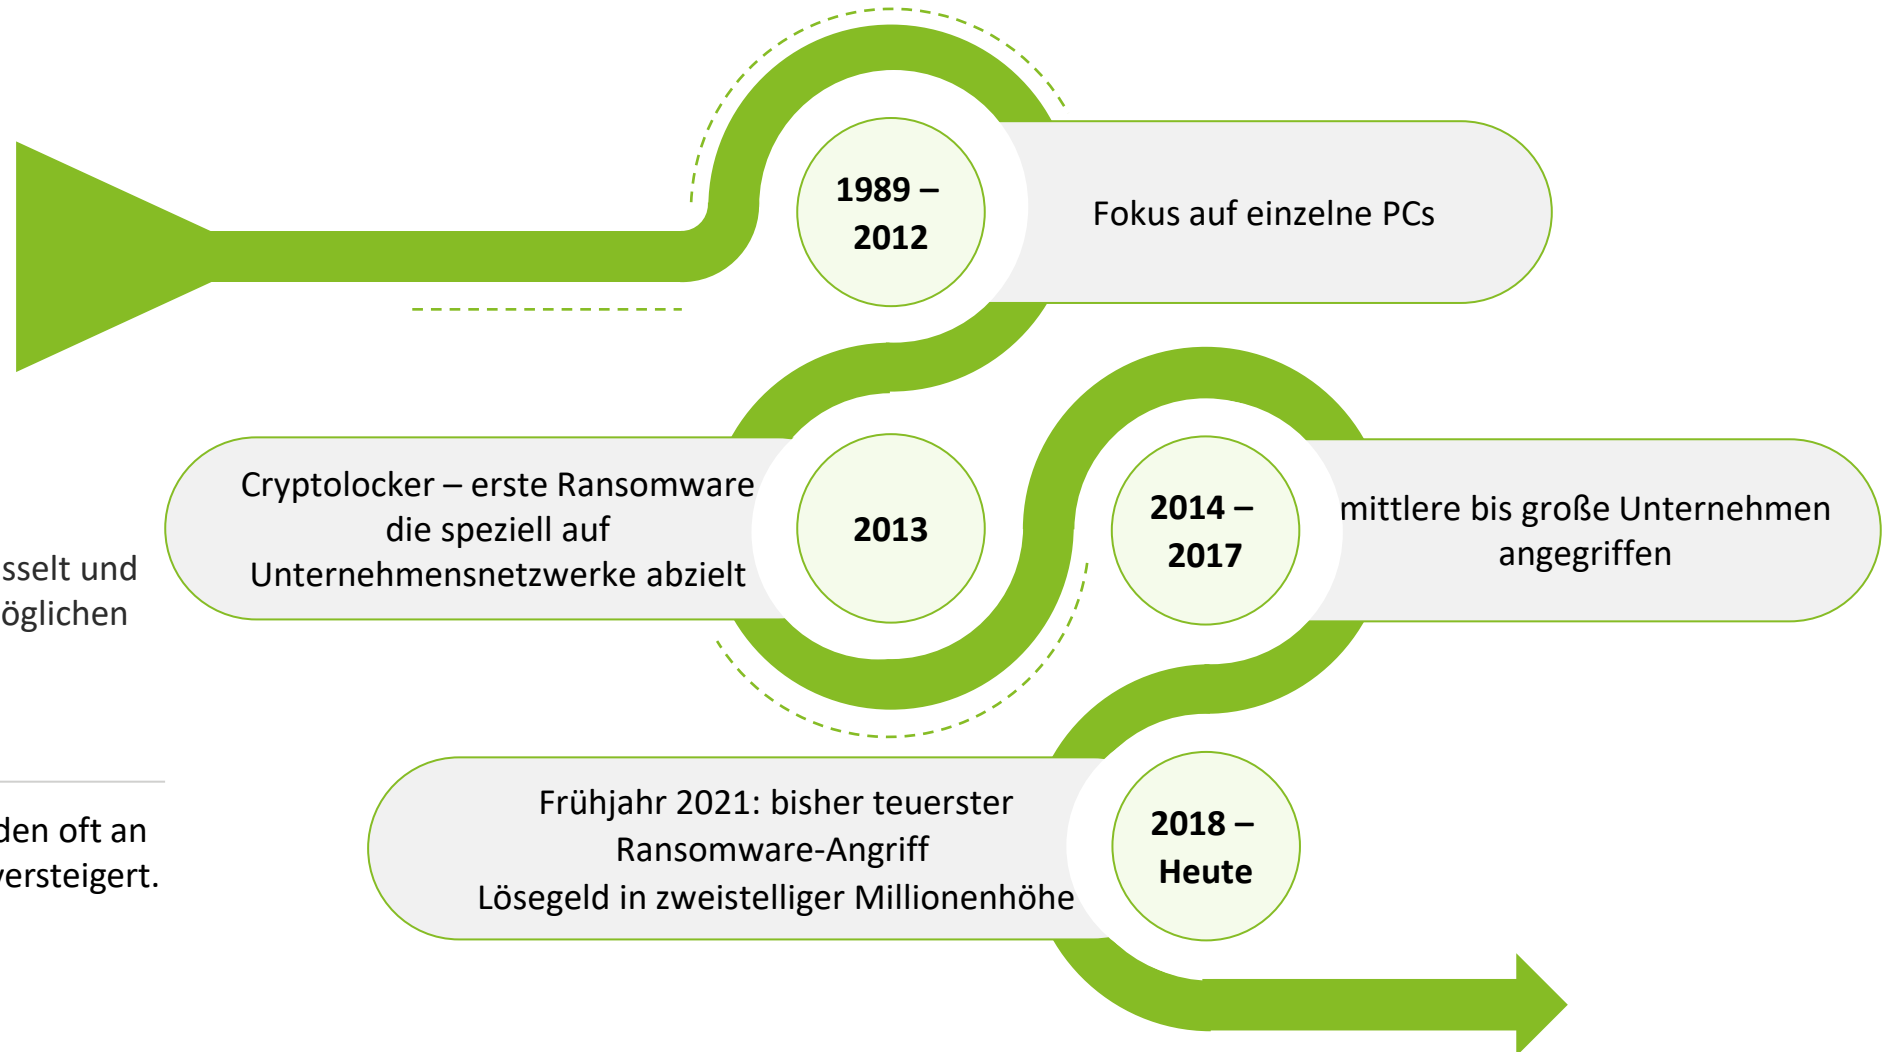 1989 –
2012
Fokus auf einzelne PCs
Cryptolocker – erste Ransomware
die speziell auf
Unternehmensnetzwerke abzielt
2013
2014 –
2017
mittlere bis große Unternehmen
angegriffen
sselt und
öglichen
Frühjahr 2021: bisher teuerster
Ransomware-Angriff
Lösegeld in zweistelliger Millionenhöhe
2018 –
Heute
den oft an
versteigert.